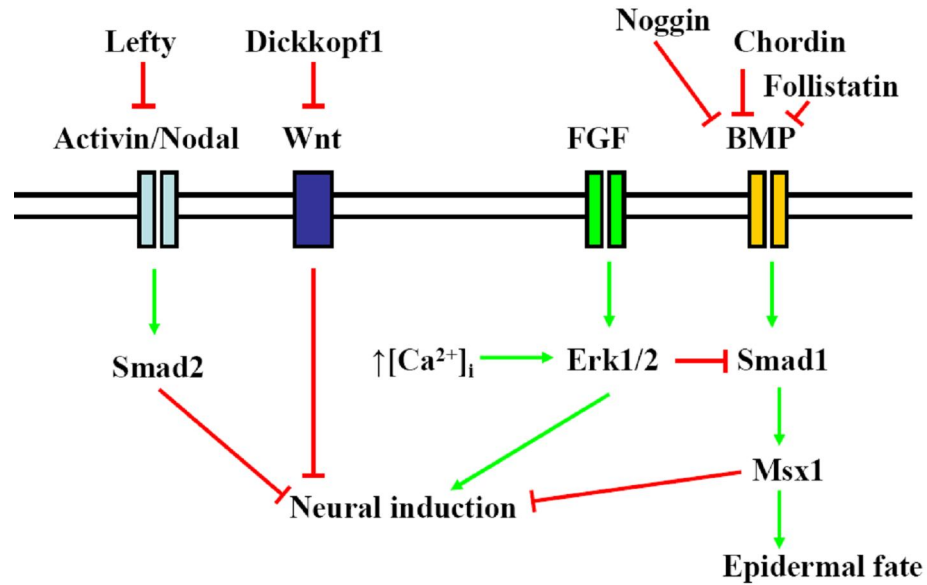 Lefty
Dickkopf1
Noggin
Chordin
Follistatin
Activin/Nodal
Wnt
FGF
BMP
Smad2
↑[Ca²⁺]ᵢ
Erk1/2
Smad1
Msx1
Neural induction
Epidermal fate